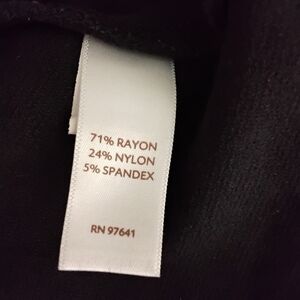 71% RAYON
24% NYLON
5% SPANDEX
RN 97641